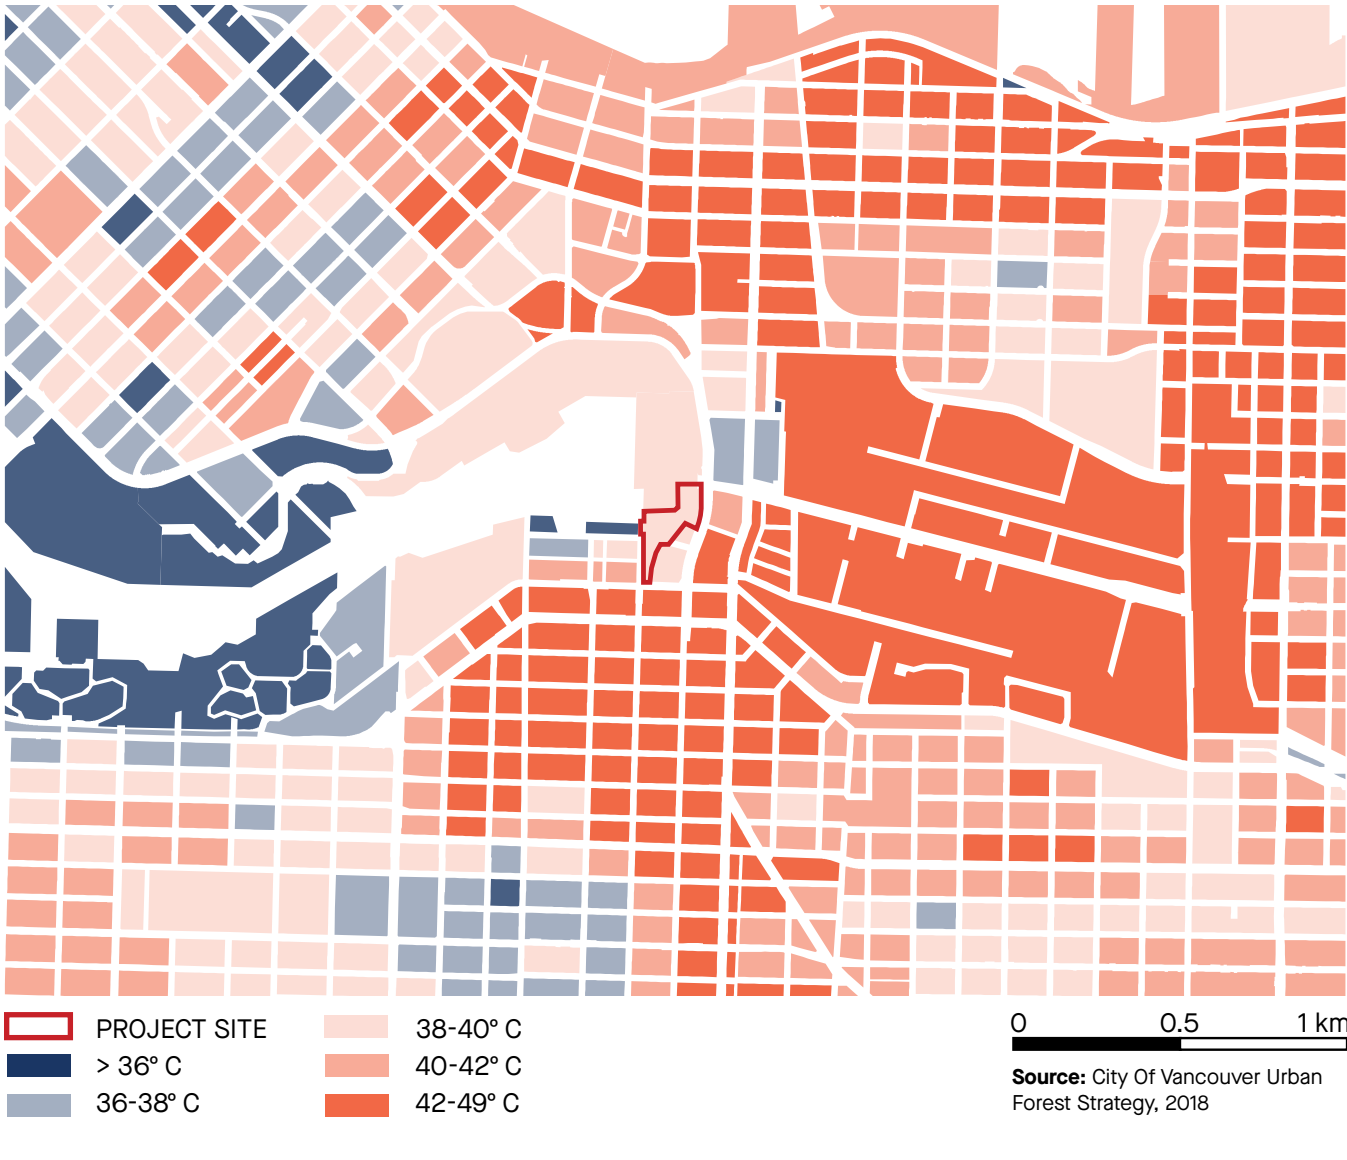 PROJECT SITE
> 36° C
36-38° C
38-40° C
40-42° C
42-49° C
0 0.5 1 km
Source: City Of Vancouver Urban
Forest Strategy, 2018